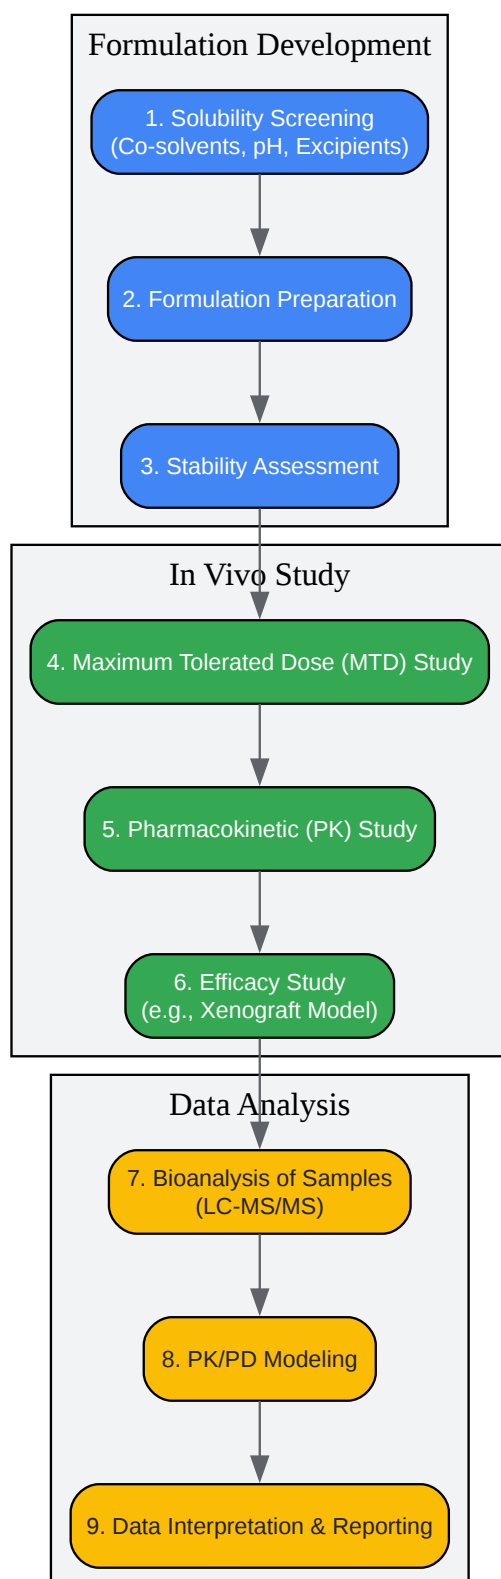 Formulation Development
1. Solubility Screening
(Co-solvents, pH, Excipients)
2. Formulation Preparation
3. Stability Assessment
In Vivo Study
4. Maximum Tolerated Dose (MTD) Study
5. Pharmacokinetic (PK) Study
6. Efficacy Study
(e.g., Xenograft Model)
Data Analysis
7. Bioanalysis of Samples
(LC-MS/MS)
8. PK/PD Modeling
9. Data Interpretation & Reporting